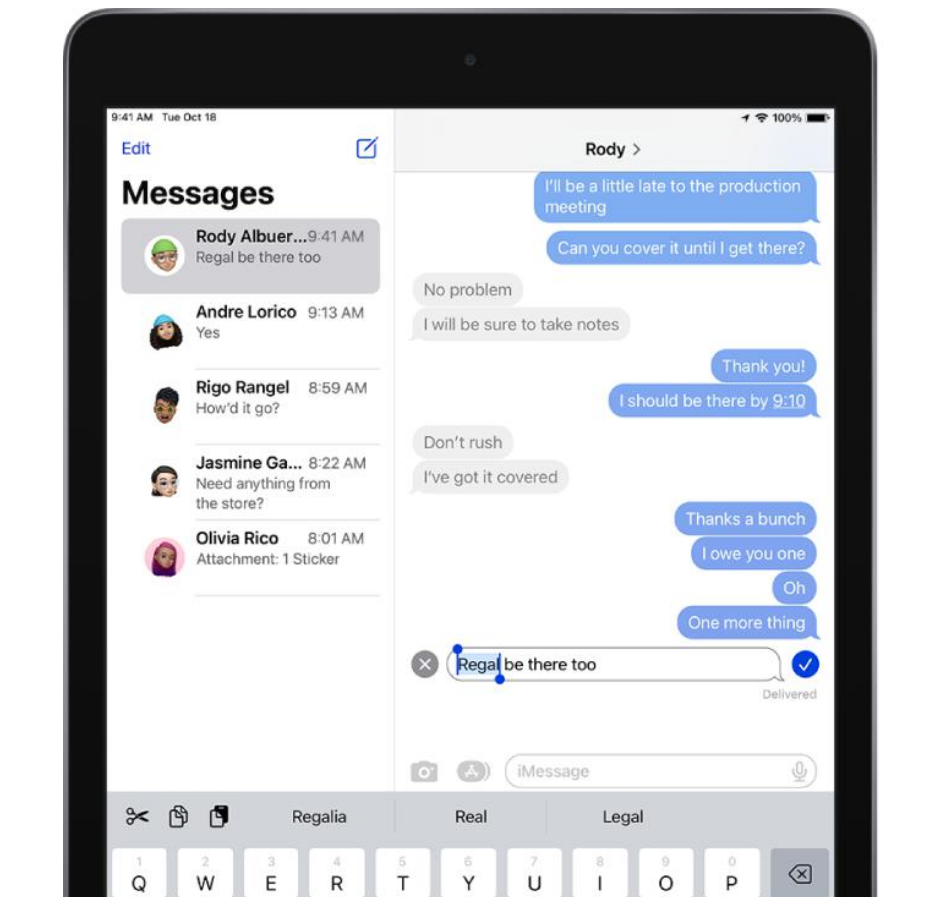 9:41 AM Tue Oct 18
100%
Edit
Messages
Rody Albuer...9:41 AM
Regal be there too
Andre Lorico 9:13 AM
Yes
Rigo Rangel 8:59 AM
How'd it go?
Jasmine Ga... 8:22 AM
Need anything from
the store?
Olivia Rico 8:01 AM
Attachment: 1 Sticker
Rody >
I'll be a little late to the production
meeting
Can you cover it until I get there?
No problem
I will be sure to take notes
Thank you!
I should be there by 9:10
Don't rush
I've got it covered
Thanks a bunch
I owe you one
Oh
One more thing
Regal be there too
Delivered
iMessage
Regalia Real Legal
1 2 3 4 5 6 7 8 9 0
Q W E R T Y U I O P